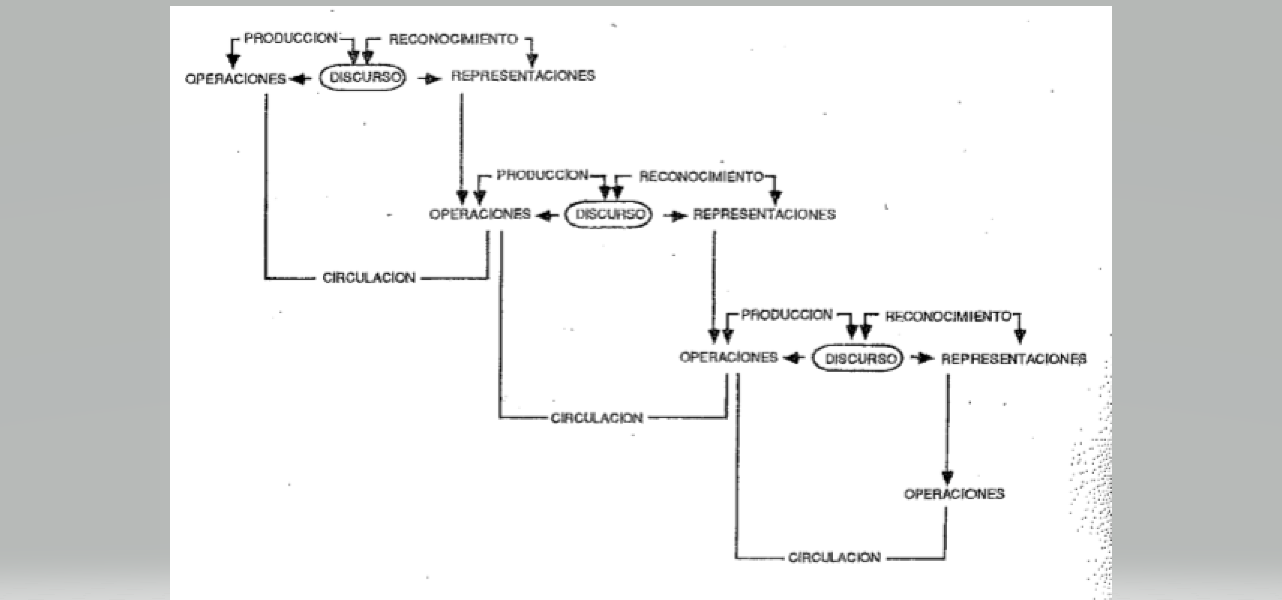 PRODUCCION RECONOCIMIENTO
OPERACIONES DISCURSO REPRESENTACIONES
PRODUCCION RECONOCIMIENTO
OPERACIONES DISCURSO REPRESENTACIONES
CIRCULACION
PRODUCCION RECONOCIMIENTO
OPERACIONES DISCURSO REPRESENTACIONES
CIRCULACION
OPERACIONES
CIRCULACION